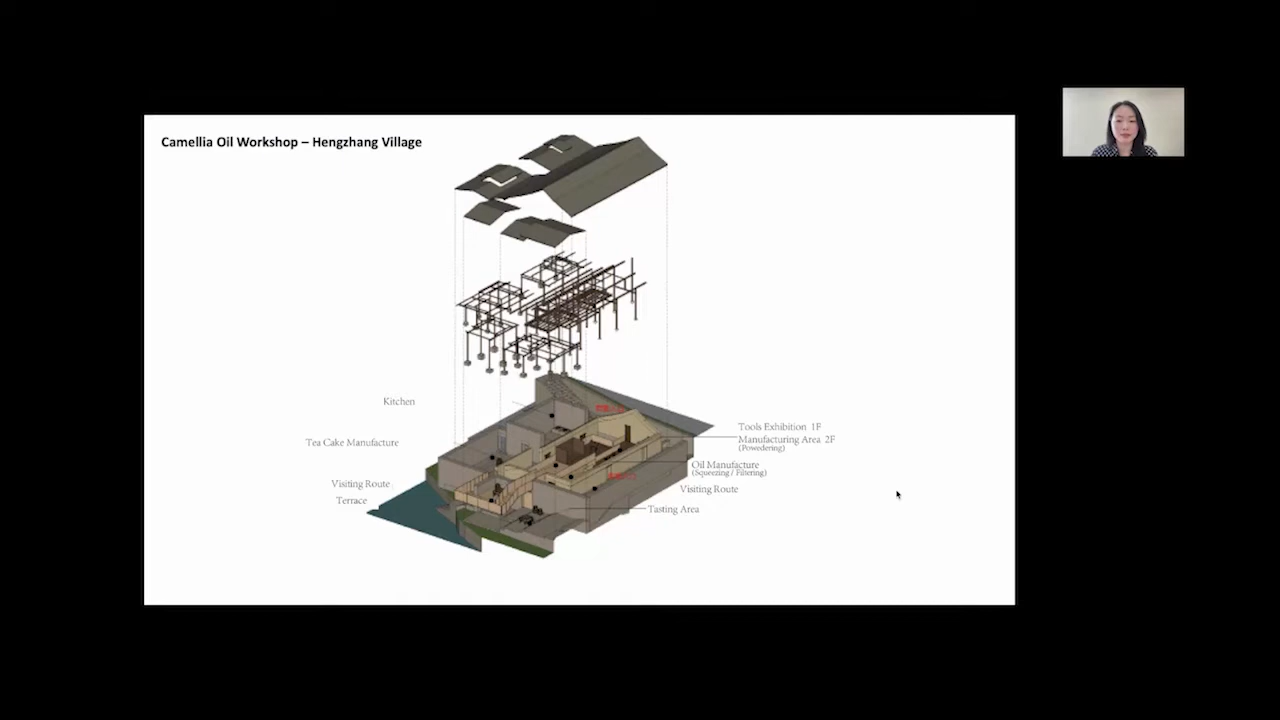 Camellia Oil Workshop – Hengzhang Village
Kitchen
Tea Cake Manufacture
Visiting Route
Terrace
Tools Exhibition 1F
Manufacturing Area 2F
(Powedering)
Oil Manufacture
(Squeezing / Filtering)
Visiting Route
Tasting Area